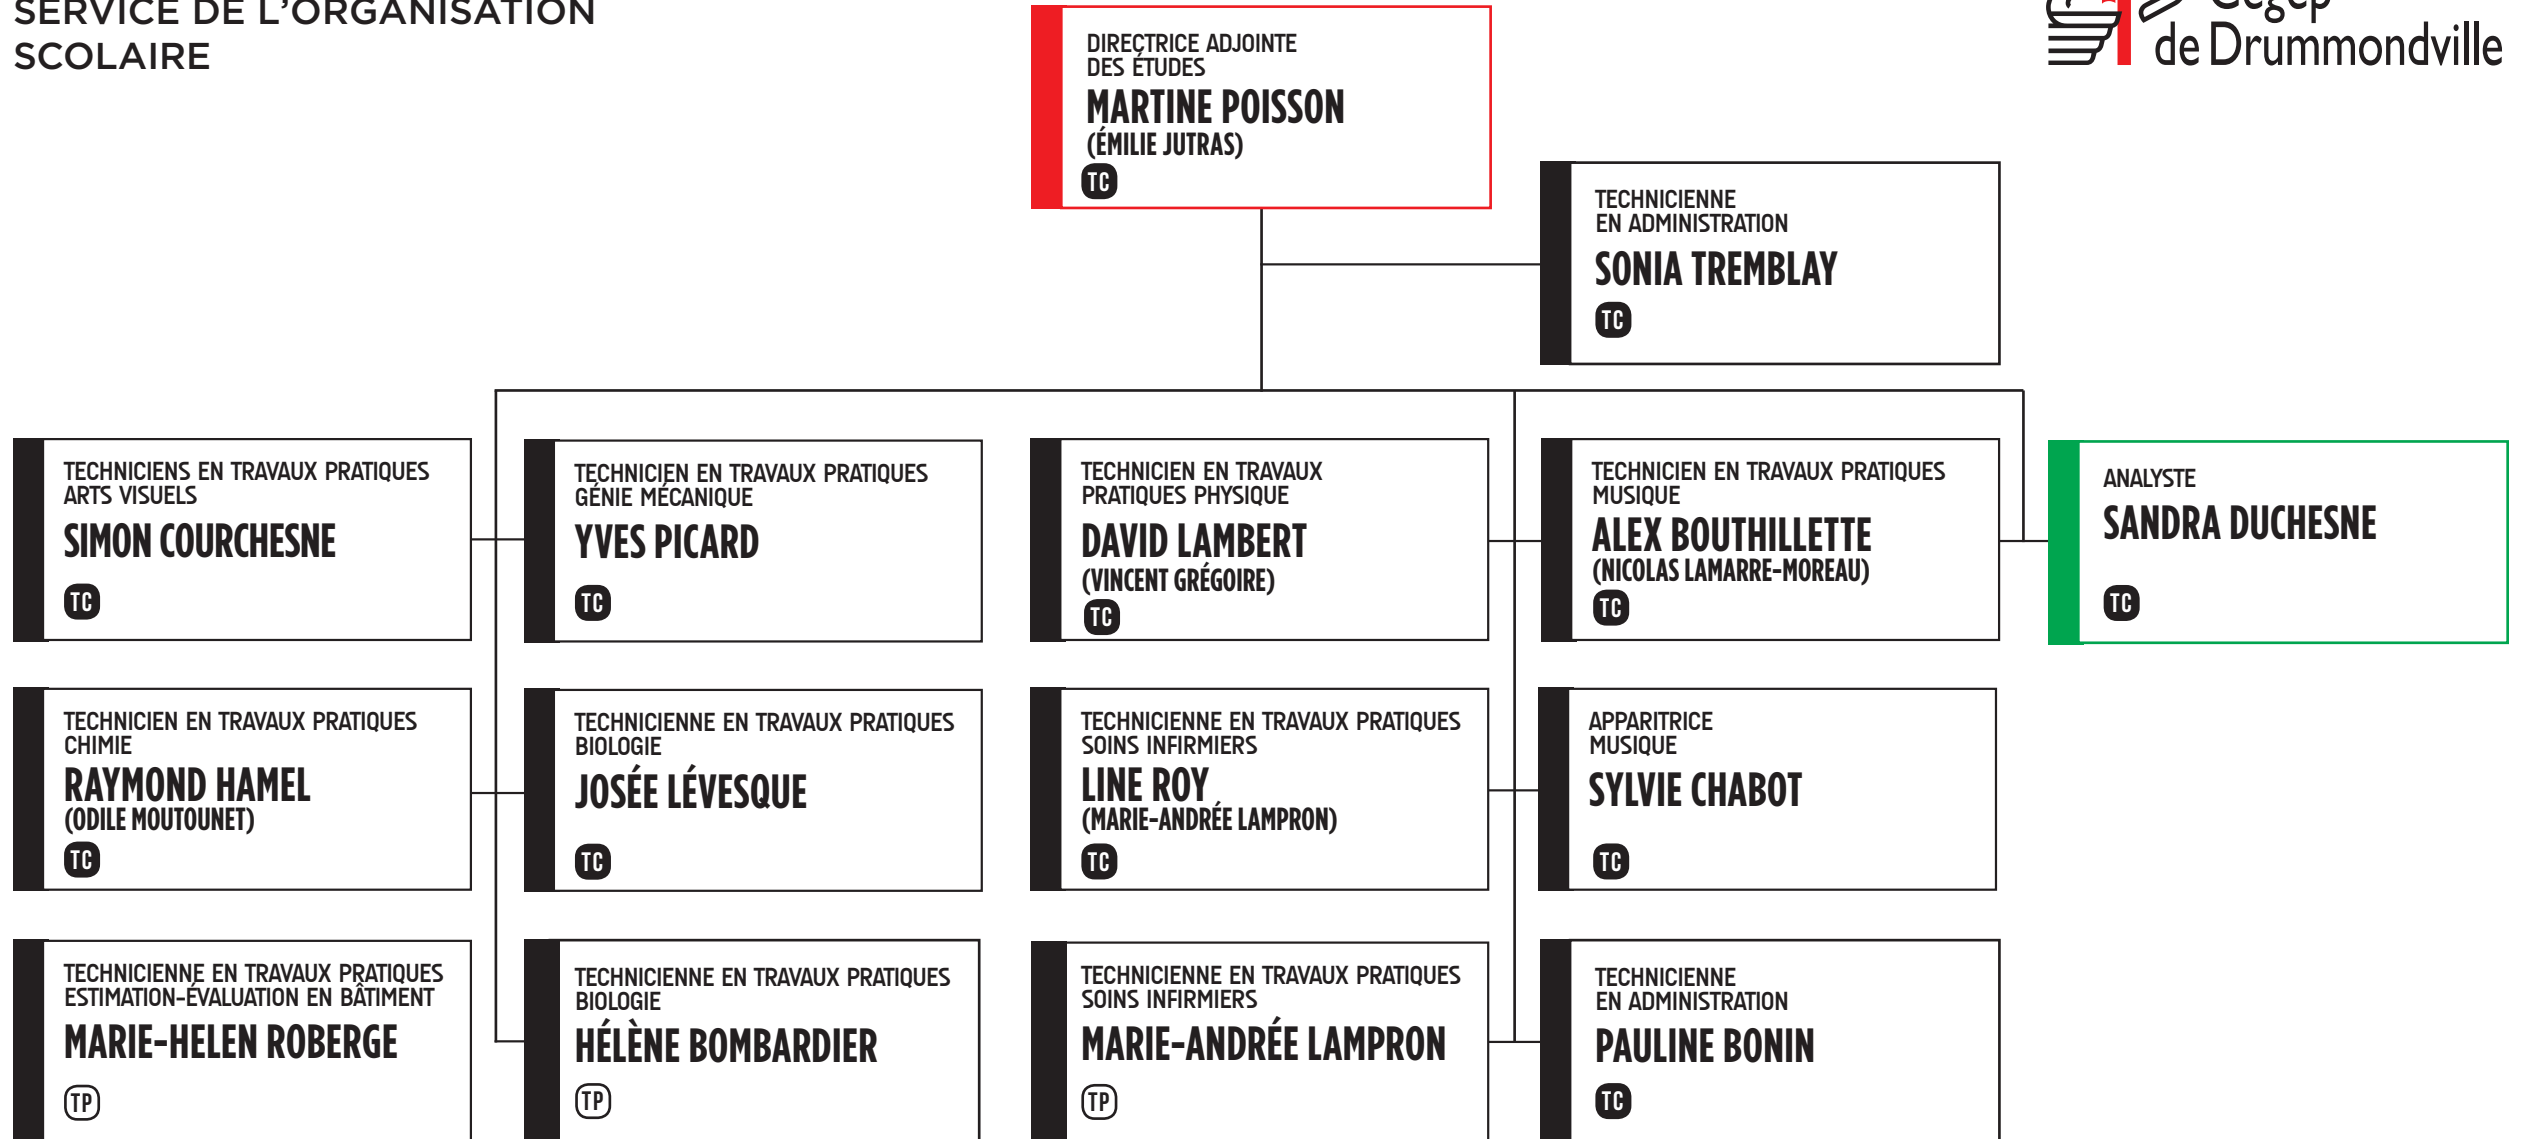 SERVICE DE L'ORGANISATION
SCOLAIRE
Cégep
de Drummondville
DIRECTRICE ADJOINTE
DES ÉTUDES
MARTINE POISSON
(ÉMILIE JUTRAS)
TC
TECHNICIENNE
EN ADMINISTRATION
SONIA TREMBLAY
TC
TECHNICIENS EN TRAVAUX PRATIQUES
ARTS VISUELS
SIMON COURCHESNE
TC
TECHNICIEN EN TRAVAUX PRATIQUES
GÉNIE MÉCANIQUE
YVES PICARD
TC
TECHNICIEN EN TRAVAUX
PRATIQUES PHYSIQUE
DAVID LAMBERT
(VINCENT GRÉGOIRE)
TC
TECHNICIEN EN TRAVAUX PRATIQUES
MUSIQUE
ALEX BOUTHILLETTE
(NICOLAS LAMARRE-MOREAU)
TC
ANALYSTE
SANDRA DUCHESNE
TC
TECHNICIEN EN TRAVAUX PRATIQUES
CHIMIE
RAYMOND HAMEL
(ODILE MOUTOUNET)
TC
TECHNICIENNE EN TRAVAUX PRATIQUES
BIOLOGIE
JOSÉE LÉVESQUE
TC
TECHNICIENNE EN TRAVAUX PRATIQUES
SOINS INFIRMIERS
LINE ROY
(MARIE-ANDRÉE LAMPRON)
TC
APPARITRICE
MUSIQUE
SYLVIE CHABOT
TC
TECHNICIENNE EN TRAVAUX PRATIQUES
ESTIMATION-ÉVALUATION EN BÂTIMENT
MARIE-HELEN ROBERGE
TP
TECHNICIENNE EN TRAVAUX PRATIQUES
BIOLOGIE
HÉLÈNE BOMBARDIER
TP
TECHNICIENNE EN TRAVAUX PRATIQUES
SOINS INFIRMIERS
MARIE-ANDRÉE LAMPRON
TP
TECHNICIENNE
EN ADMINISTRATION
PAULINE BONIN
TC